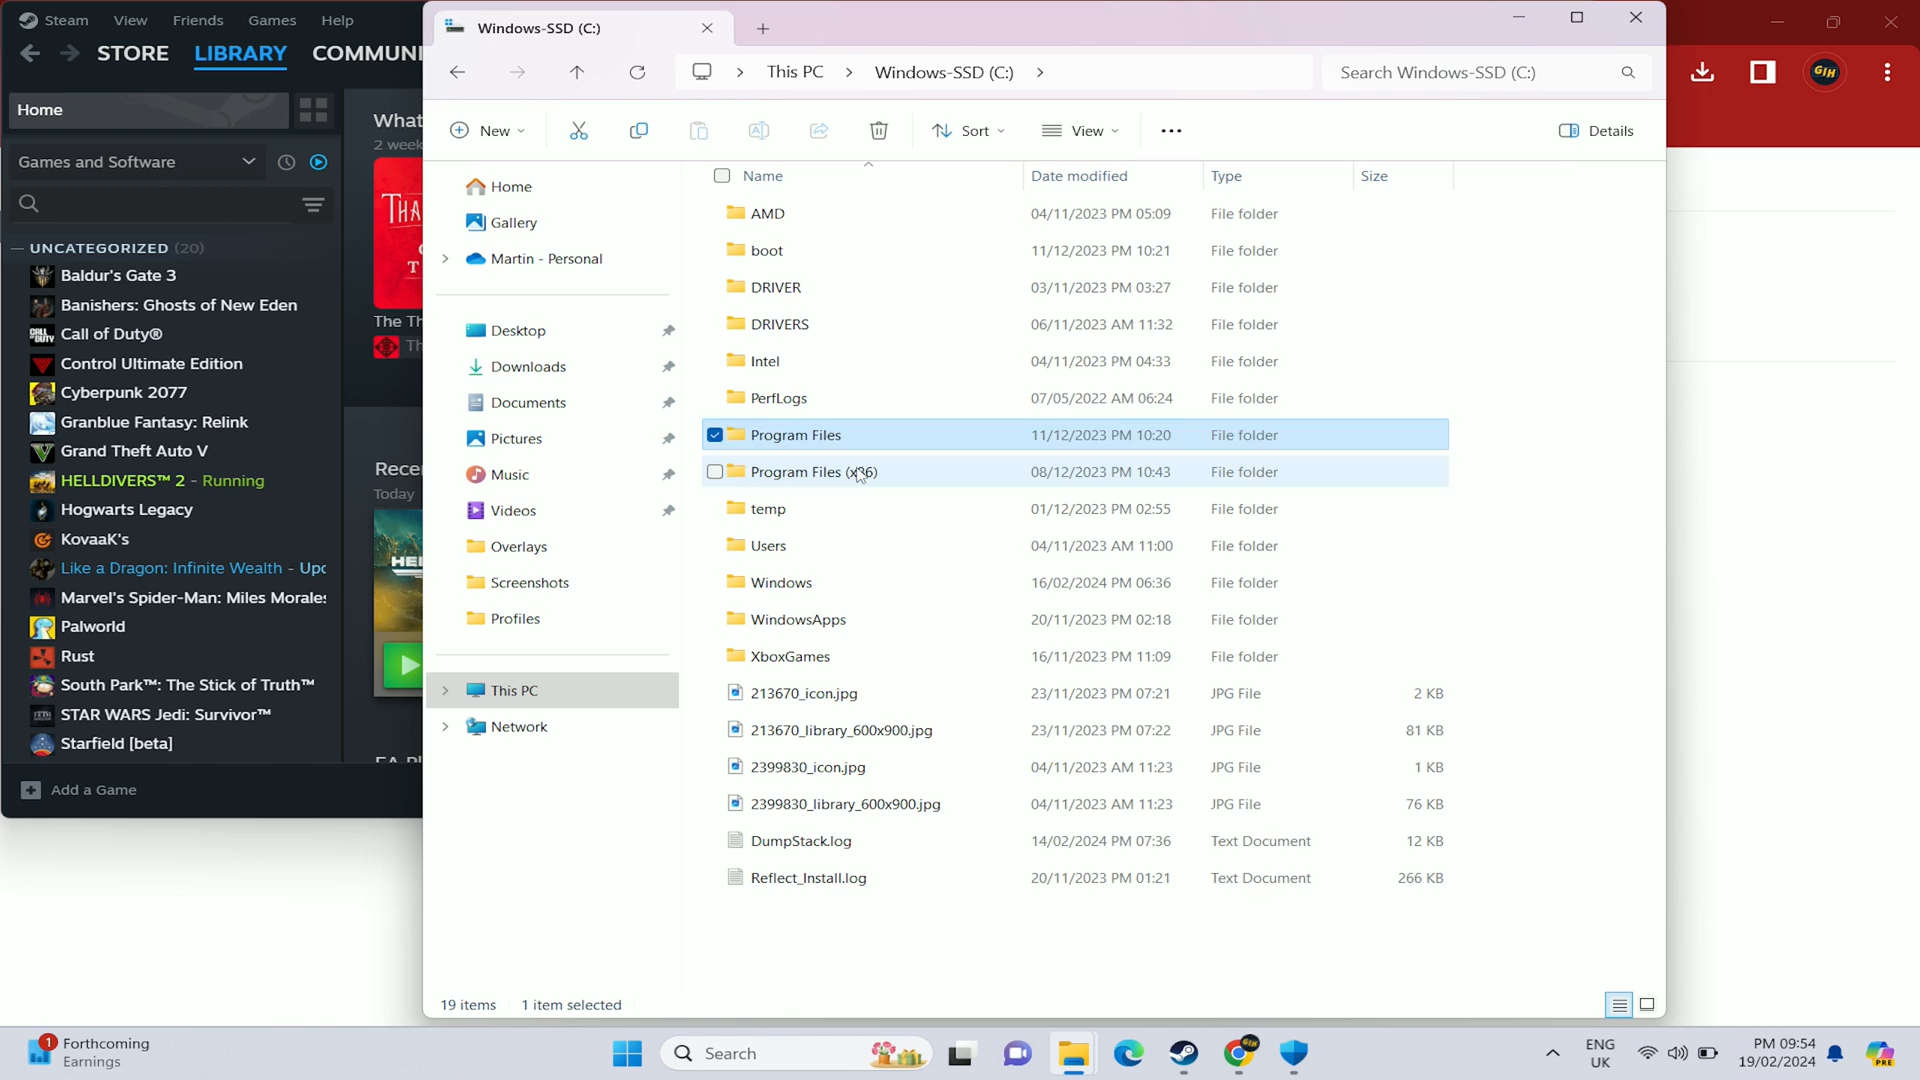 Steam View Friends Games Help
STORE LIBRARY COMMUNI
Home
Games and Software
UNCATEGORIZED (20)
Baldur's Gate 3
Banishers: Ghosts of New Eden
Call of Duty®
Control Ultimate Edition
Cyberpunk 2077
Granblue Fantasy: Relink
Grand Theft Auto V
HELLDIVERS™ 2 - Running
Hogwarts Legacy
KovaaK's
Like a Dragon: Infinite Wealth - Upd
Marvel's Spider-Man: Miles Morales
Palworld
Rust
South Park™: The Stick of Truth™
STAR WARS Jedi: Survivor™
Starfield [beta]
Add a Game
What
2 week
THA
The Th
Th
Rece
Today
HE
Windows-SSD (C:)
This PC Windows-SSD (C:)
Search Windows-SSD (C:)
New Sort View Details
Home
Gallery
Martin - Personal
Desktop
Downloads
Documents
Pictures
Music
Videos
Overlays
Screenshots
Profiles
This PC
Network
Name Date modified Type Size
AMD 04/11/2023 PM 05:09 File folder
boot 11/12/2023 PM 10:21 File folder
DRIVER 03/11/2023 PM 03:27 File folder
DRIVERS 06/11/2023 AM 11:32 File folder
Intel 04/11/2023 PM 04:33 File folder
PerfLogs 07/05/2022 AM 06:24 File folder
Program Files 11/12/2023 PM 10:20 File folder
Program Files (x86) 08/12/2023 PM 10:43 File folder
temp 01/12/2023 PM 02:55 File folder
Users 04/11/2023 AM 11:00 File folder
Windows 16/02/2024 PM 06:36 File folder
WindowsApps 20/11/2023 PM 02:18 File folder
XboxGames 16/11/2023 PM 11:09 File folder
213670_icon.jpg 23/11/2023 PM 07:21 JPG File 2 KB
213670_library_600x900.jpg 23/11/2023 PM 07:22 JPG File 81 KB
2399830_icon.jpg 04/11/2023 AM 11:23 JPG File 1 KB
2399830_library_600x900.jpg 04/11/2023 AM 11:23 JPG File 76 KB
DumpStack.log 14/02/2024 PM 07:36 Text Document 12 KB
Reflect_Install.log 20/11/2023 PM 01:21 Text Document 266 KB
19 items 1 item selected
GIH
1 Forthcoming
Earnings
Search
ENG
UK
PM 09:54
19/02/2024
PRE